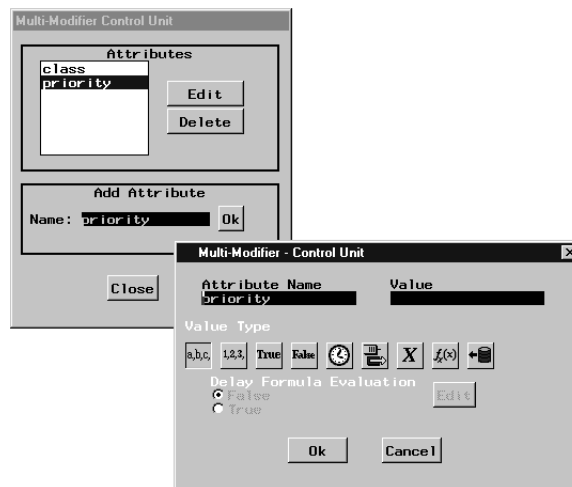 Multi-Modifier Control Unit
Attributes
class
priority
Edit
Delete
Add Attribute
Name: priority Ok
Close
Multi-Modifier - Control Unit
Attribute Name Value
priority
Value Type
a,b,c, 1,2,3, True False X fx(x)
Delay Formula Evaluation
False
True
Edit
Ok Cancel